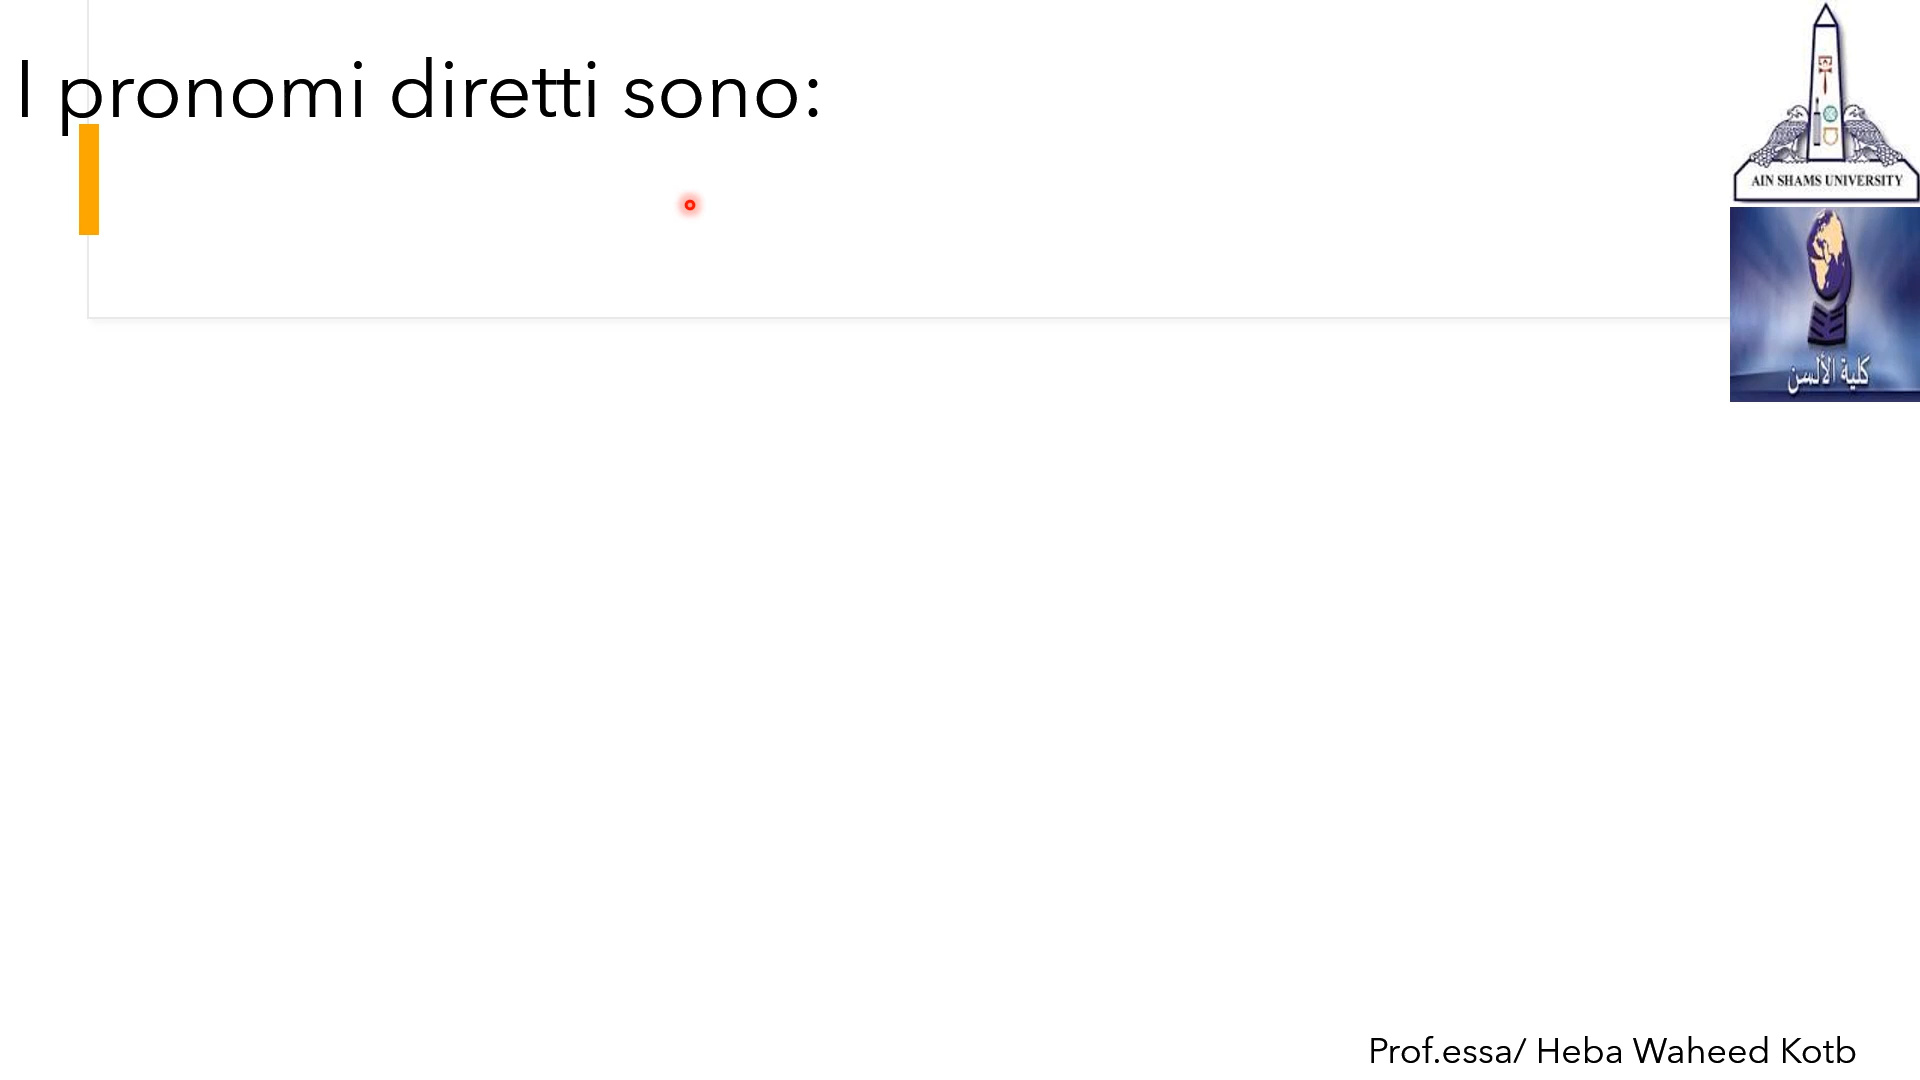 I pronomi diretti sono:
AIN SHAMS UNIVERSITY
كلية الألسن
Prof.essa/ Heba Waheed Kotb